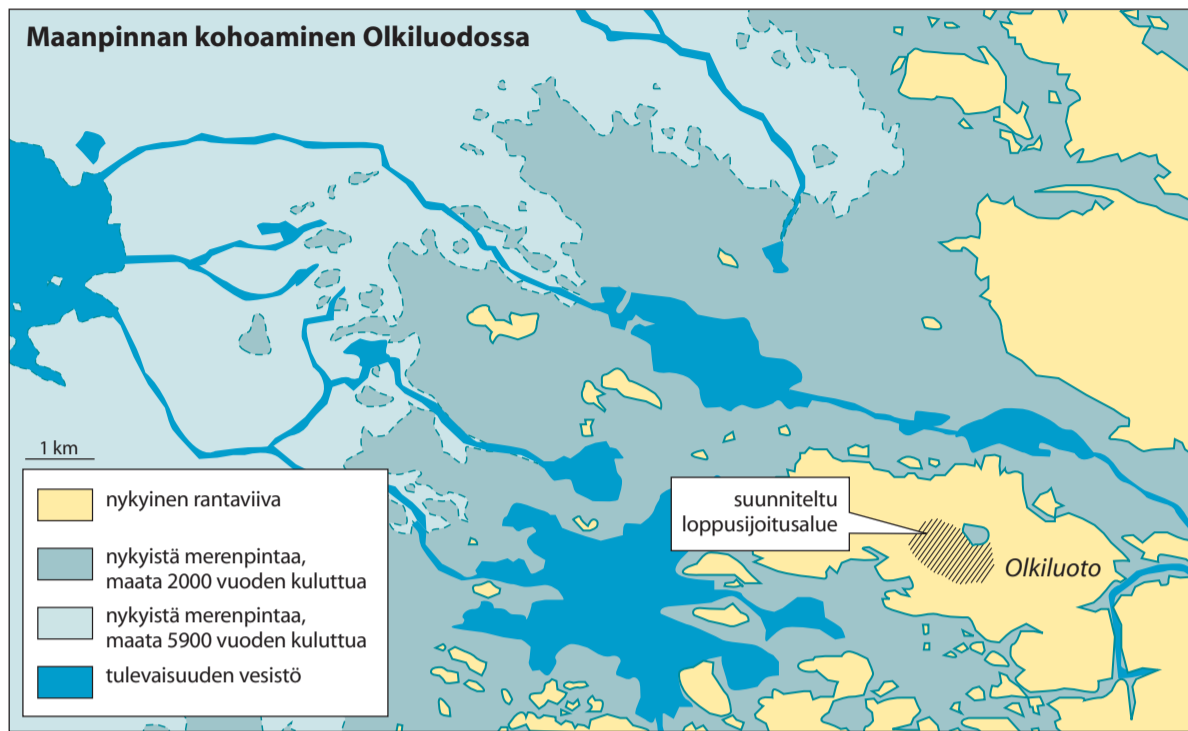 Maanpinnan kohoaminen Olkiluodossa
1 km
nykyinen rantaviiva
nykyistä merenpintaa,
maata 2000 vuoden kuluttua
nykyistä merenpintaa,
maata 5900 vuoden kuluttua
tulevaisuuden vesistö
suunniteltu
loppusijoitusalue
Olkiluoto